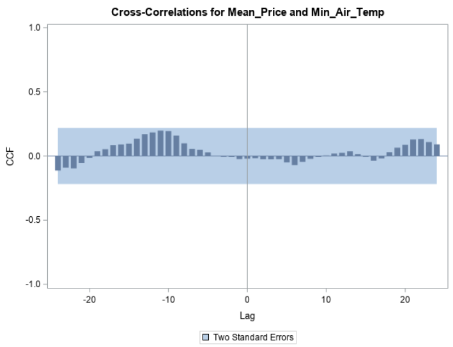 Cross-Correlations for Mean_Price and Min_Air_Temp
1.0
0.5
0.0
-0.5
-1.0
CCF
-20 -10 0 10 20
Lag
Two Standard Errors